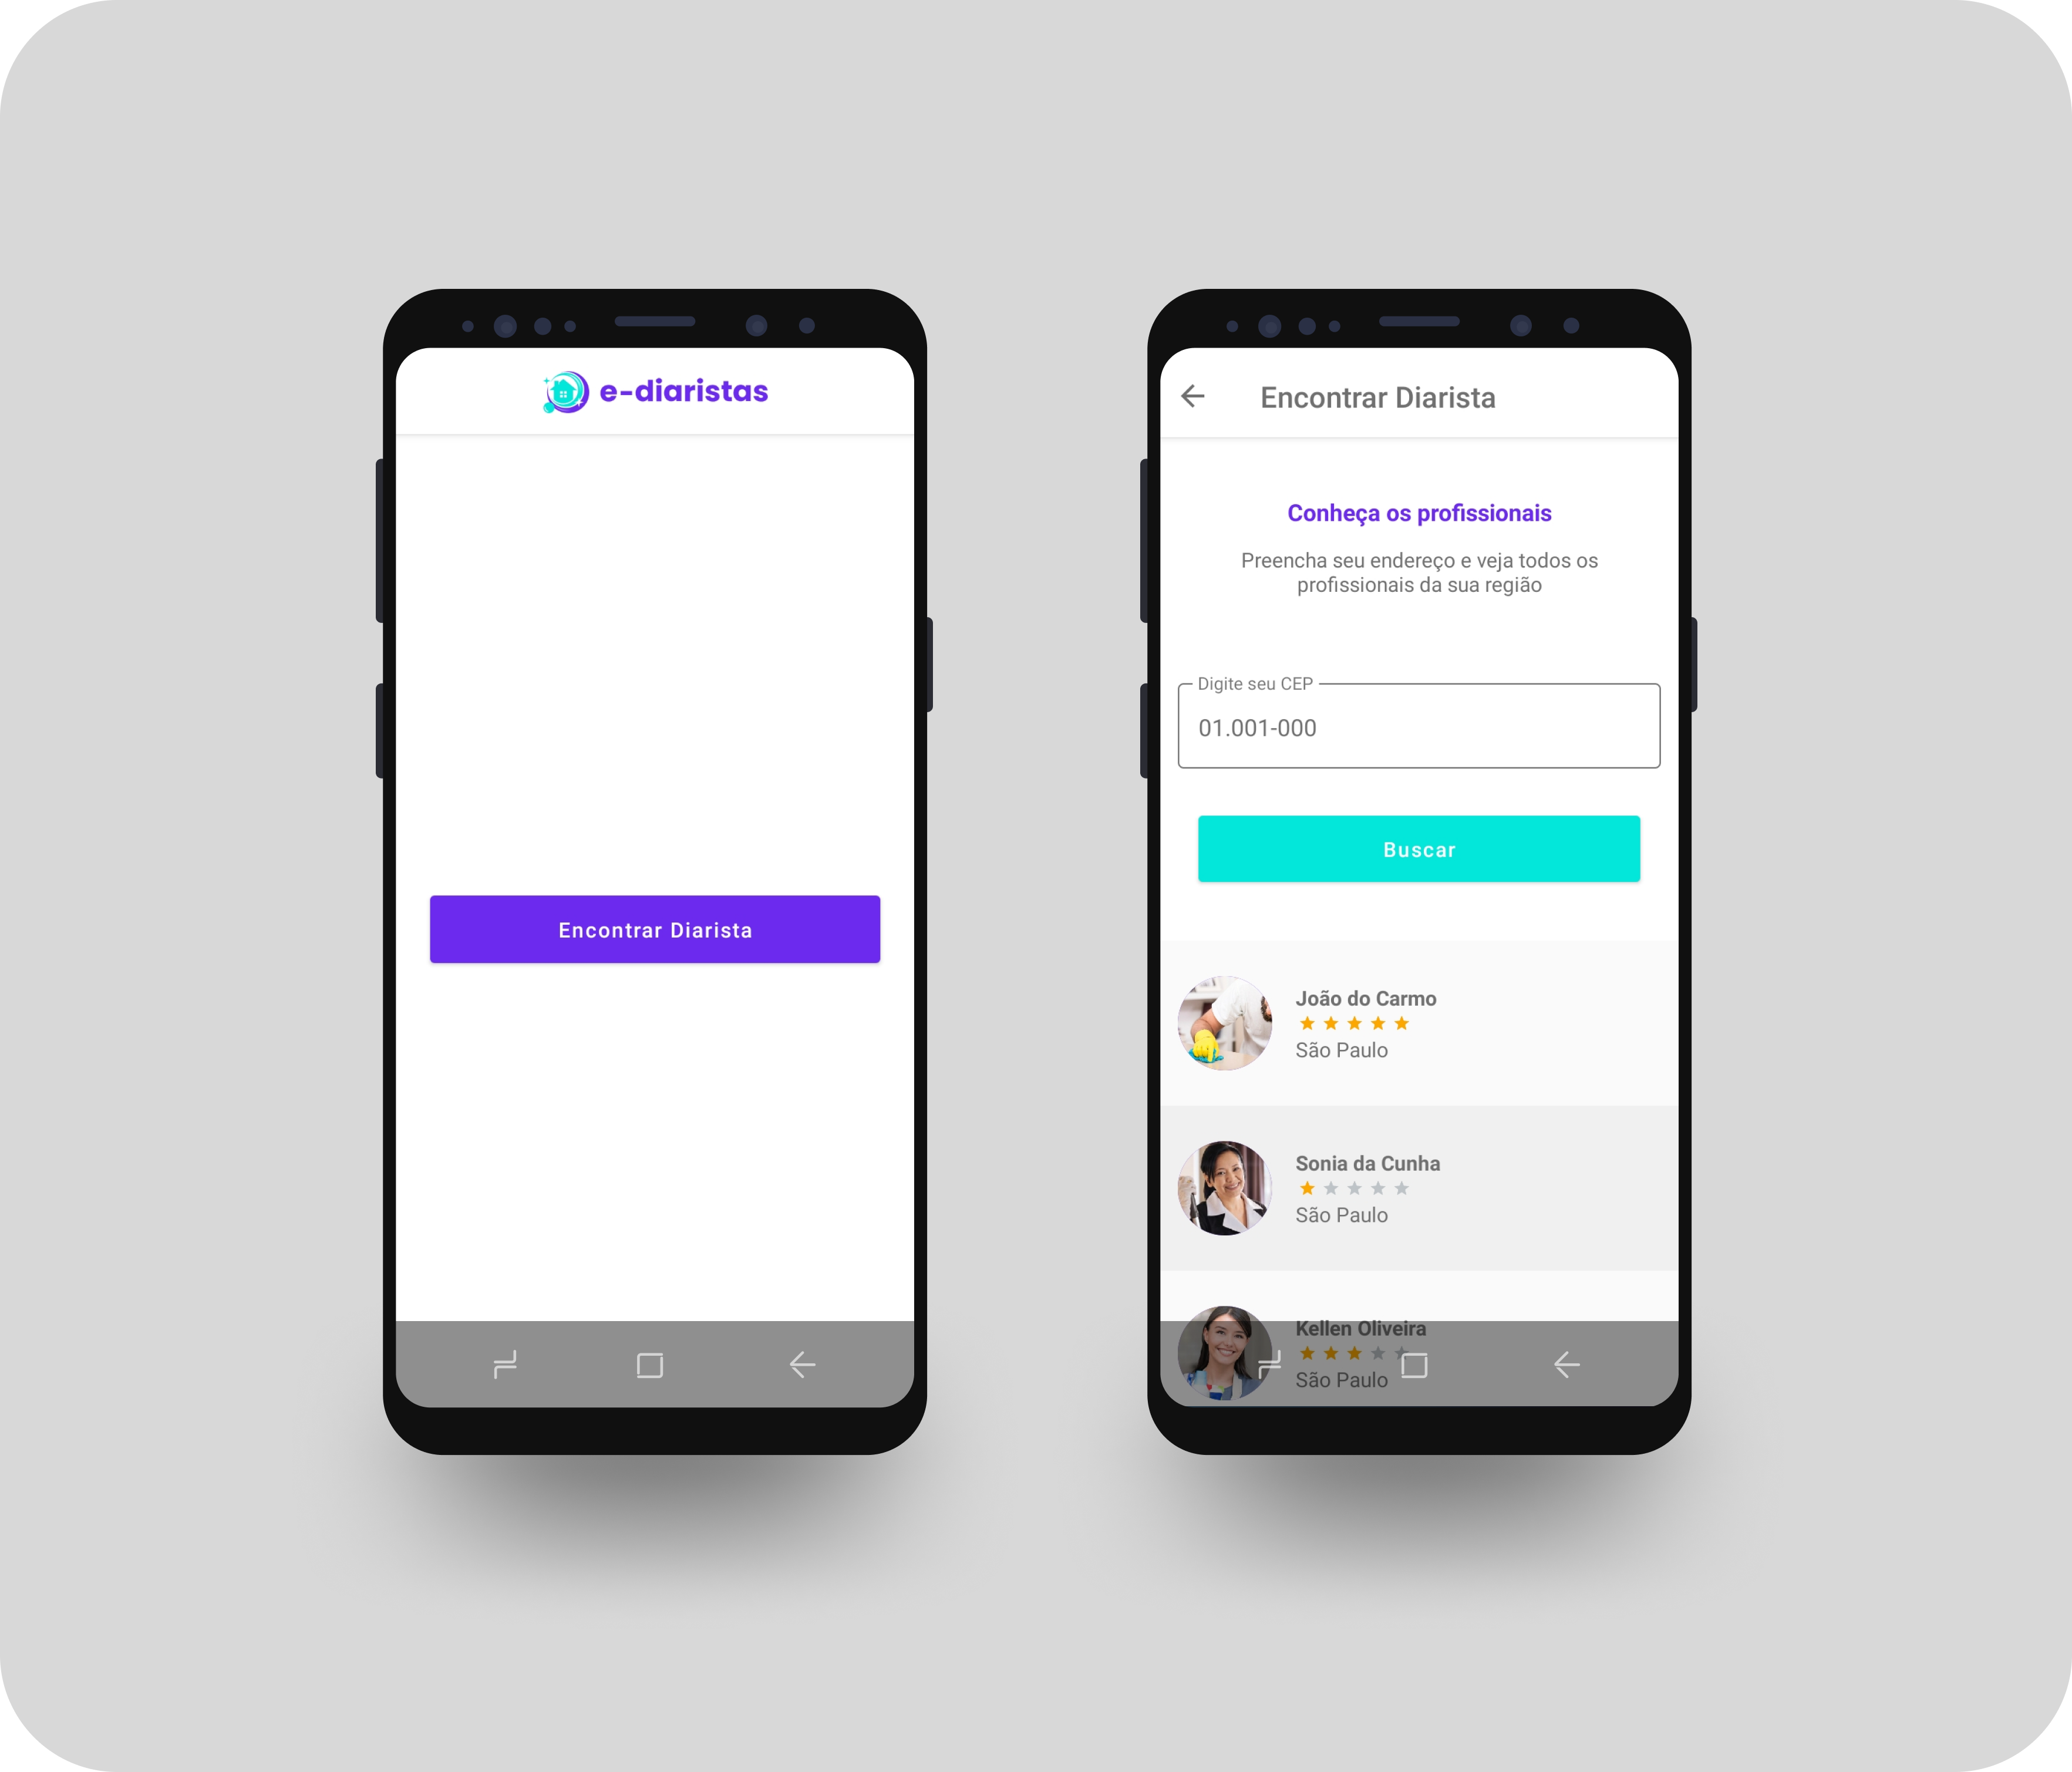 e-diaristas
Encontrar Diarista
Encontrar Diarista
Conheça os profissionais
Preencha seu endereço e veja todos os
profissionais da sua região
Digite seu CEP
01.001-000
Buscar
João do Carmo
São Paulo
Sonia da Cunha
São Paulo
Kellen Oliveira
São Paulo